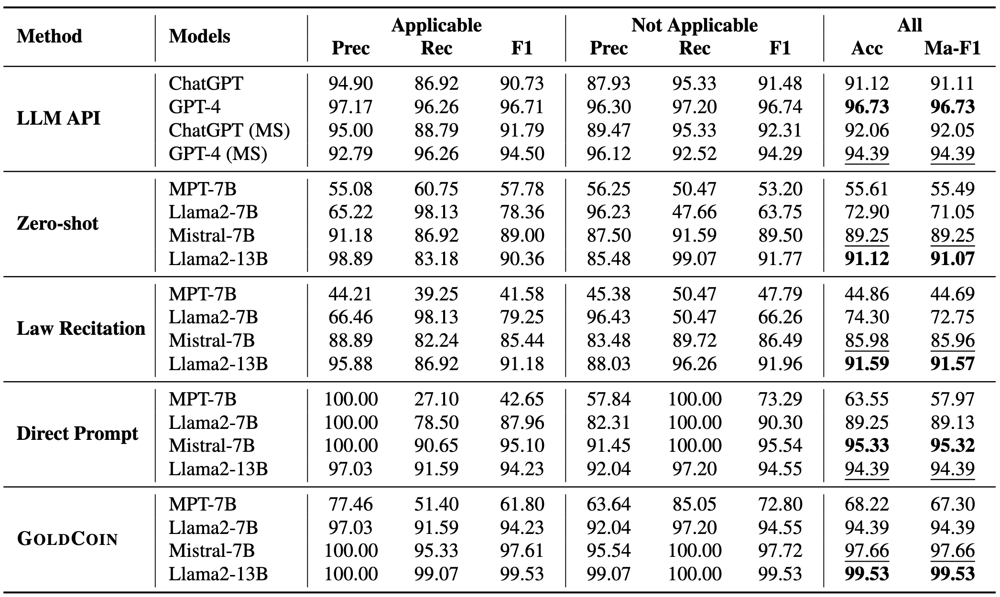 Method Models Applicable Not Applicable All
Prec Rec F1 Prec Rec F1 Acc Ma-F1
LLM API
ChatGPT 94.90 86.92 90.73 87.93 95.33 91.48 91.12 91.11
GPT-4 97.17 96.26 96.71 96.30 97.20 96.74 96.73 96.73
ChatGPT (MS) 95.00 88.79 91.79 89.47 95.33 92.31 92.06 92.05
GPT-4 (MS) 92.79 96.26 94.50 96.12 92.52 94.29 94.39 94.39
Zero-shot
MPT-7B 55.08 60.75 57.78 56.25 50.47 53.20 55.61 55.49
Llama2-7B 65.22 98.13 78.36 96.23 47.66 63.75 72.90 71.05
Mistral-7B 91.18 86.92 89.00 87.50 91.59 89.50 89.25 89.25
Llama2-13B 98.89 83.18 90.36 85.48 99.07 91.77 91.12 91.07
Law Recitation
MPT-7B 44.21 39.25 41.58 45.38 50.47 47.79 44.86 44.69
Llama2-7B 66.46 98.13 79.25 96.43 50.47 66.26 74.30 72.75
Mistral-7B 88.89 82.24 85.44 83.48 89.72 86.49 85.98 85.96
Llama2-13B 95.88 86.92 91.18 88.03 96.26 91.96 91.59 91.57
Direct Prompt
MPT-7B 100.00 27.10 42.65 57.84 100.00 73.29 63.55 57.97
Llama2-7B 100.00 78.50 87.96 82.31 100.00 90.30 89.25 89.13
Mistral-7B 100.00 90.65 95.10 91.45 100.00 95.54 95.33 95.32
Llama2-13B 97.03 91.59 94.23 92.04 97.20 94.55 94.39 94.39
GOLDCOIN
MPT-7B 77.46 51.40 61.80 63.64 85.05 72.80 68.22 67.30
Llama2-7B 97.03 91.59 94.23 92.04 97.20 94.55 94.39 94.39
Mistral-7B 100.00 95.33 97.61 95.54 100.00 97.72 97.66 97.66
Llama2-13B 100.00 99.07 99.53 99.07 100.00 99.53 99.53 99.53